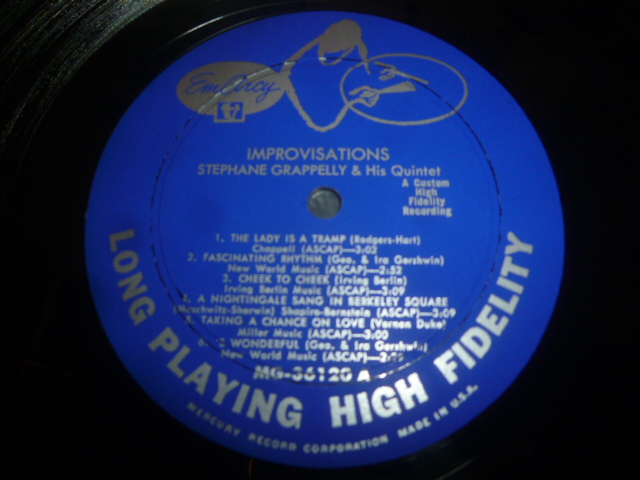 EmArcy
IMPROVISATIONS
STEPHANE GRAPPELLY & His Quintet
A Custom
High
Fidelity
Recording
1. THE LADY IS A TRAMP (Rodgers-Hart)
Chappell (ASCAP)—3:02
2. FASCINATING RHYTHM (Geo. & Ira Gershwin)
New World Music (ASCAP)—2:52
3. CHEEK TO CHEEK (Irving Berlin)
Irving Berlin Music (ASCAP)—3:09
A NIGHTINGALE SANG IN BERKELEY SQUARE
(Maschwitz-Sherwin) Shapiro-Bernstein (ASCAP)—3:09
5. TAKING A CHANCE ON LOVE (Vernon Duke)
Miller Music (ASCAP)—3:00
WONDERFUL (Geo. & Ira Gershwin)
New World Music (ASCAP)
MG-36120 A
LONG PLAYING HIGH FIDELITY
MERCURY RECORD CORPORATION MADE IN U.S.A.